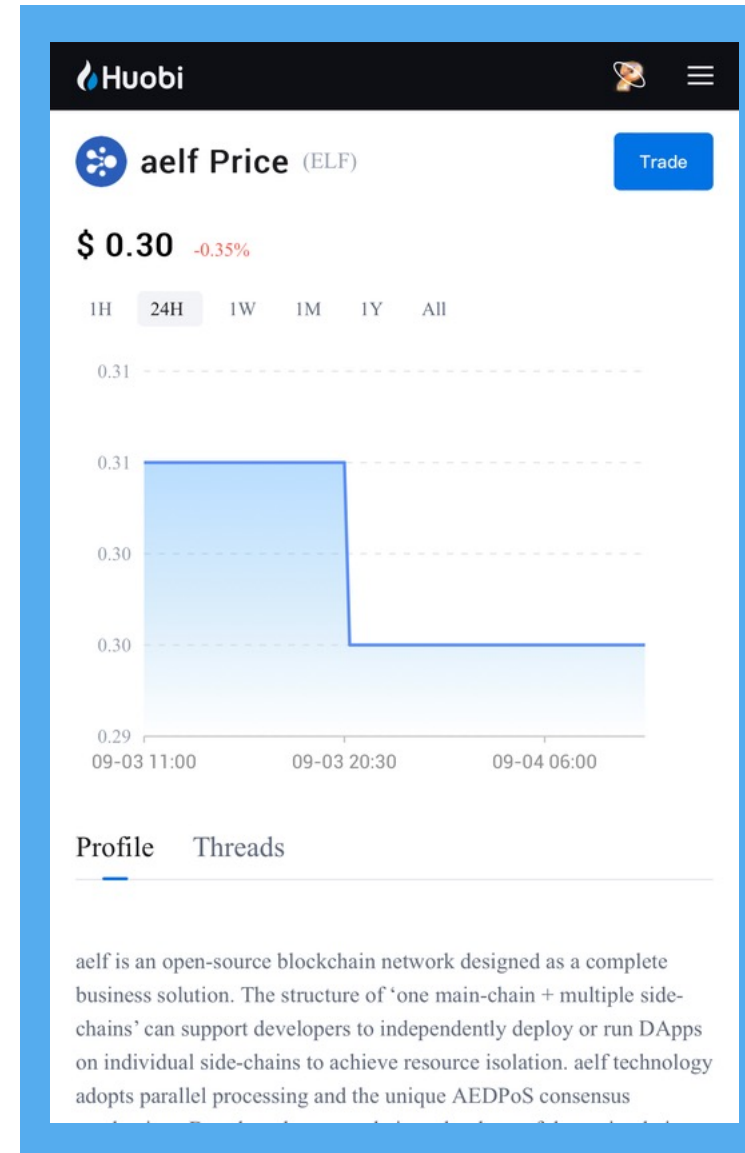 Huobi
aelf Price (ELF)
Trade
$ 0.30 -0.35%
1H 24H 1W 1M 1Y All
0.31
0.31
0.30
0.30
0.29
09-03 11:00 09-03 20:30 09-04 06:00
Profile Threads
aelf is an open-source blockchain network designed as a complete
business solution. The structure of ‘one main-chain + multiple side-
chains’ can support developers to independently deploy or run DApps
on individual side-chains to achieve resource isolation. aelf technology
adopts parallel processing and the unique AEDPoS consensus